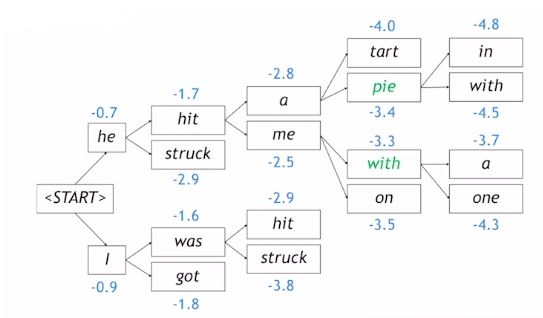 -4.0
-4.8
tart
in
-2.8
-1.7
a
pie
with
-0.7
hit
-3.4
-4.5
he
me
struck
-3.3
-3.7
-2.9
-2.5
with
a
<START>
-2.9
-1.6
hit
on
one
was
-3.5
-4.3
I
struck
got
-0.9
-3.8
-1.8